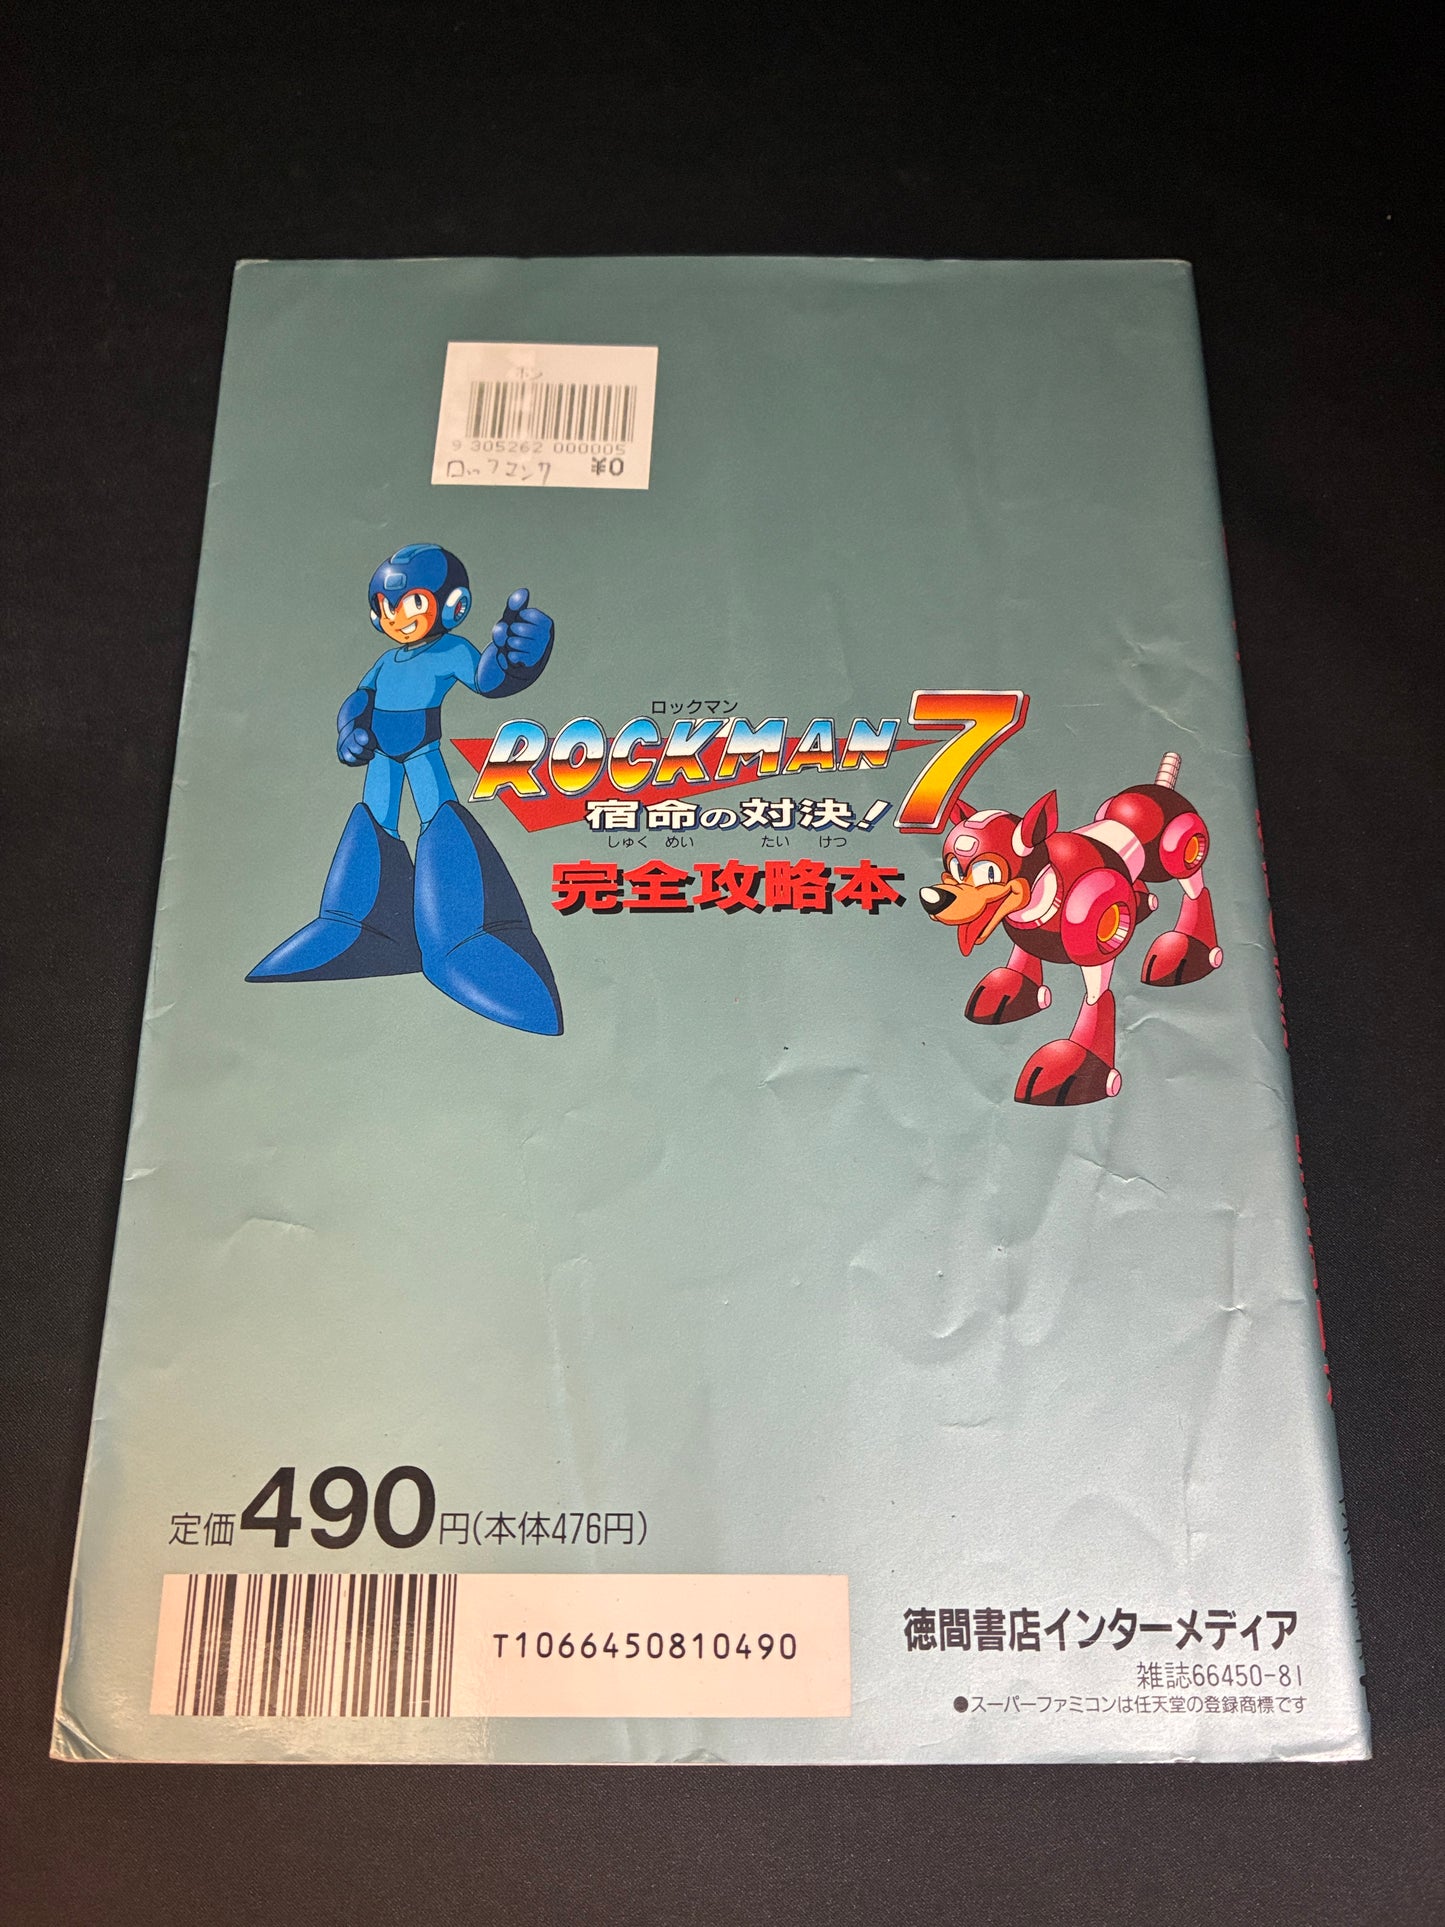 ホン
9 305262 000005
ロックマン7 ¥0
ロックマン
ROCKMAN 7
宿命の対決!
しゅく めい たい けつ
完全攻略本
定価490円(本体476円)
T1066450810490
徳間書店インターメディア
雑誌66450-81
●スーパーファミコンは任天堂の登録商標です